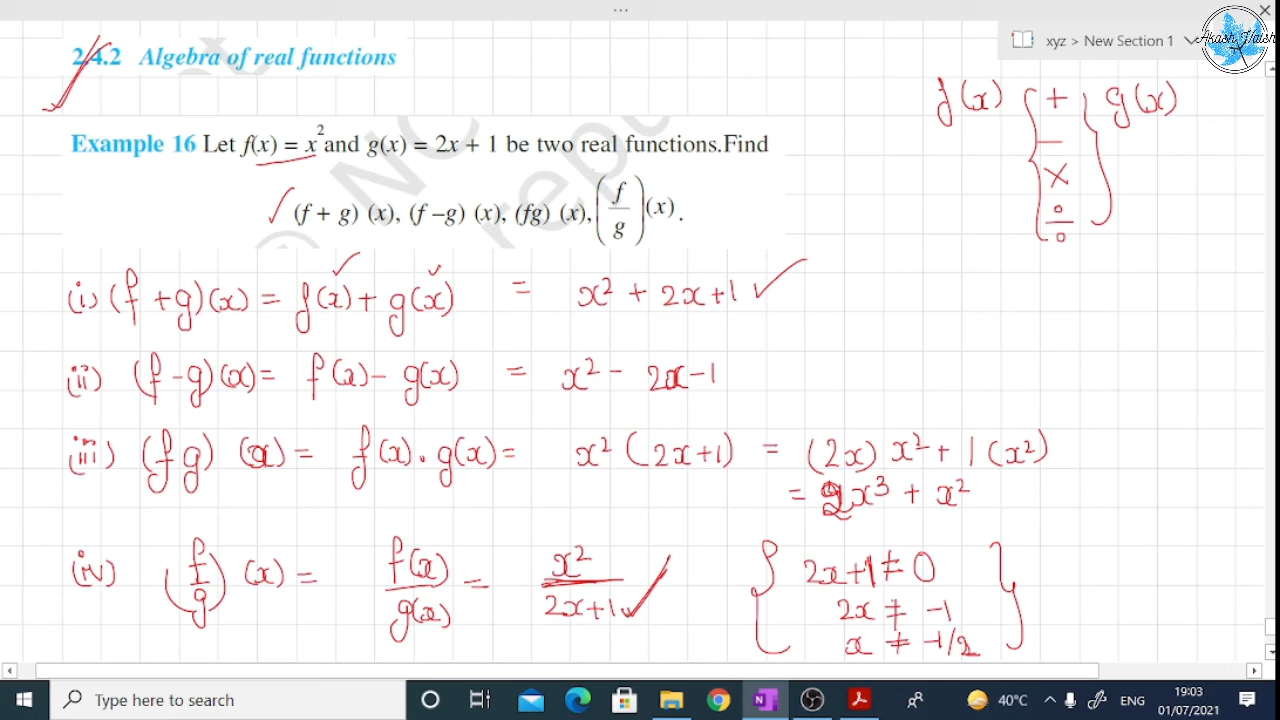 xyz > New Section 1
2.4.2 Algebra of real functions
f(x) { + − × ÷ } g(x)
Example 16 Let f(x) = x² and g(x) = 2x + 1 be two real functions.Find
(f + g) (x), (f –g) (x), (fg) (x), (f/g)(x).
(i) (f +g)(x) = f(x) + g(x) = x² + 2x+1
(ii) (f -g)(x) = f(x) - g(x) = x² - 2x-1
(iii) (fg) (x) = f(x) . g(x) = x² (2x+1) = (2x) x² + 1(x²)
= 2x³ + x²
(iv) (f/g) (x) = f(x)/g(x) = x²/2x+1 { 2x+1 ≠ 0
2x ≠ -1
x ≠ -1/2 }
Type here to search
40°C
ENG
19:03
01/07/2021